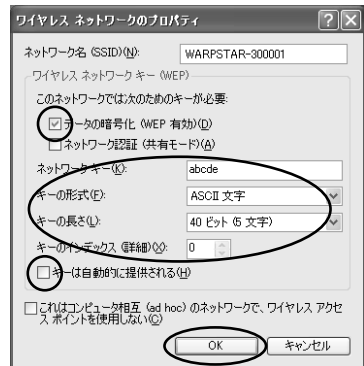 ワイヤレス ネットワークのプロパティ
ネットワーク名 (SSID)(N): WARPSTAR-300001
ワイヤレス ネットワーク キー (WEP)
このネットワークでは次のためのキーが必要:
データの暗号化 (WEP 有効)(D)
ネットワーク認証 (共有モード)(A)
ネットワーク キー(K): abcde
キーの形式(F): ASCII 文字
キーの長さ(L): 40 ビット (5 文字)
キーのインデックス (詳細)(X): 0
キーは自動的に提供される(H)
これはコンピュータ相互 (ad hoc) のネットワークで、ワイヤレス アクセ
ス ポイントを使用しない(C)
OK キャンセル